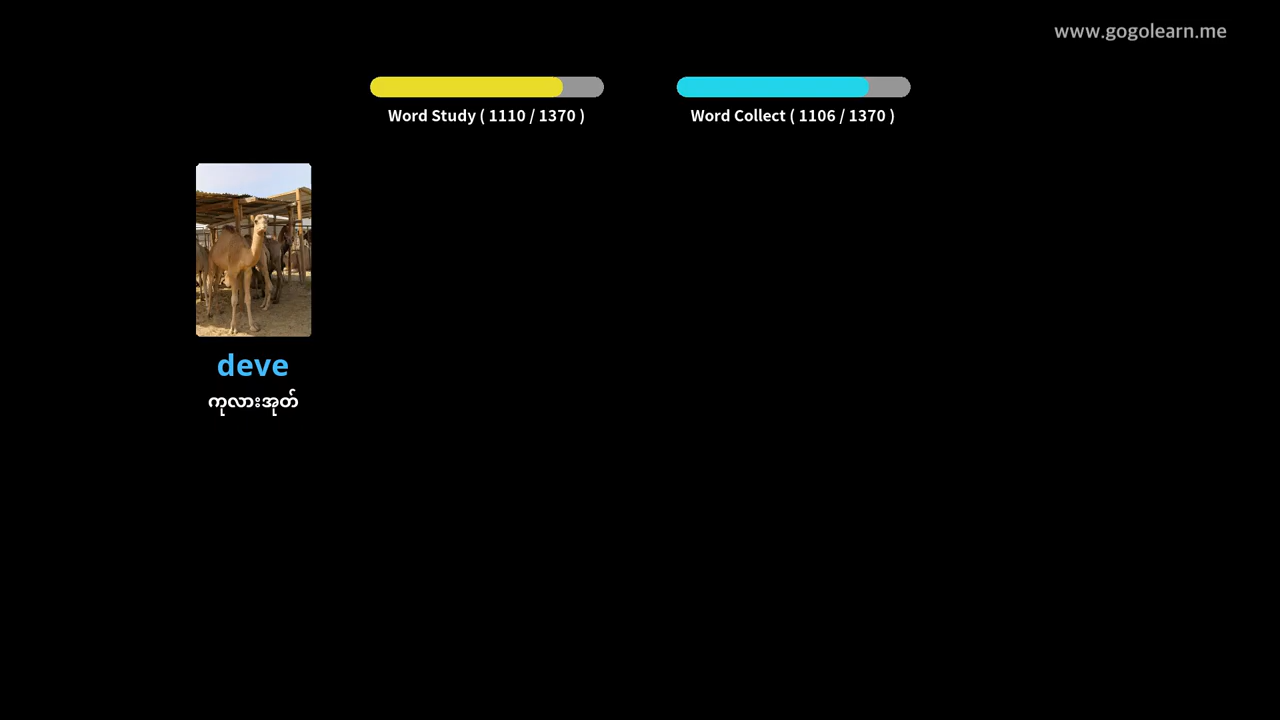 www.gogolearn.me
Word Study ( 1110 / 1370 )
Word Collect ( 1106 / 1370 )
deve
ကုလားအုတ်